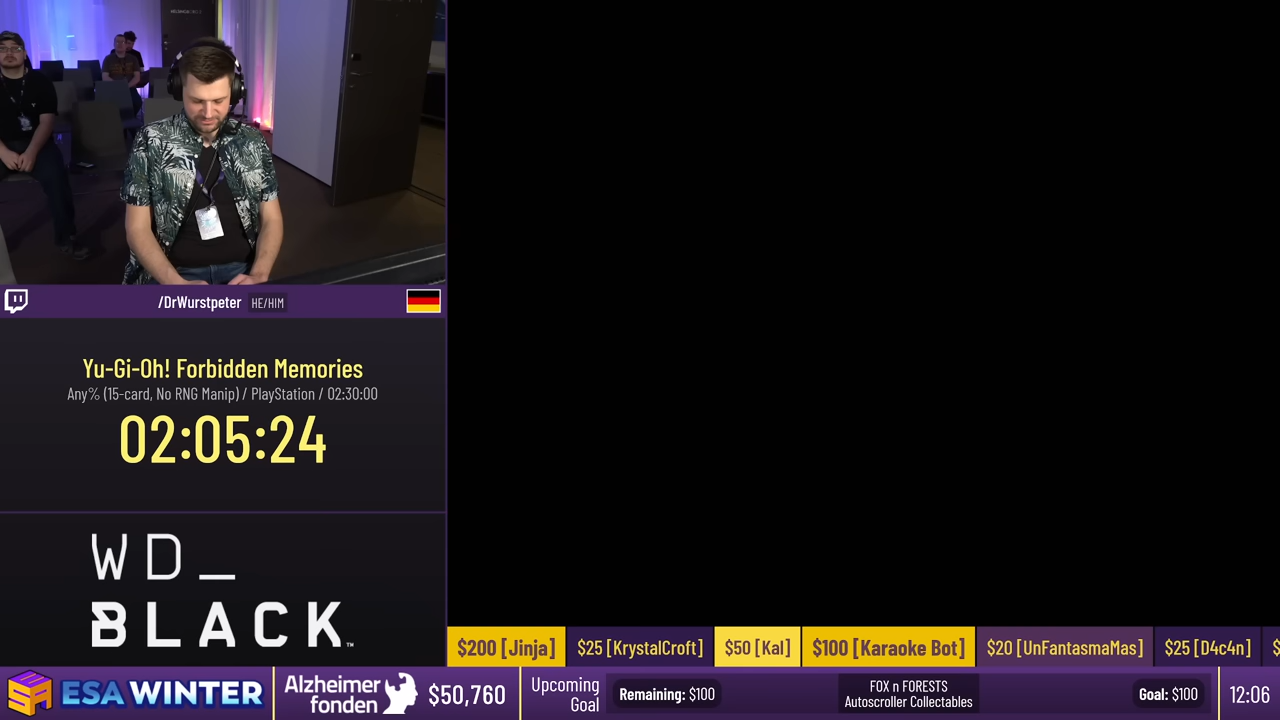 /DrWurstpeter HE/HIM
Yu-Gi-Oh! Forbidden Memories
Any% (15-card, No RNG Manip) / PlayStation / 02:30:00
02:05:24
WD_
BLACK™
$200 [Jinja] $25 [KrystalCroft] $50 [Kal] $100 [Karaoke Bot] $20 [UnFantasmaMas] $25 [D4c4n] $
ESA WINTER
Alzheimer
fonden
$50,760
Upcoming
Goal
Remaining: $100
FOX n FORESTS
Autoscroller Collectables
Goal: $100
12:06